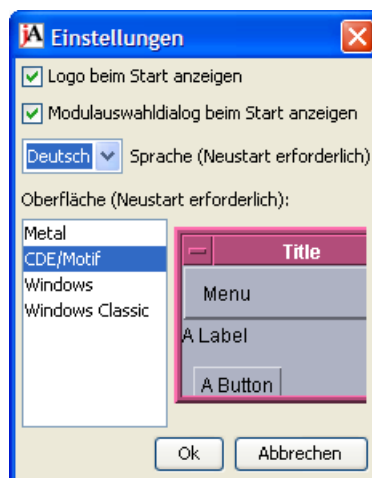 jA Einstellungen
Logo beim Start anzeigen
Modulauswahldialog beim Start anzeigen
Deutsch Sprache (Neustart erforderlich)
Oberfläche (Neustart erforderlich):
Metal
CDE/Motif
Windows
Windows Classic
Title
Menu
A Label
A Button
Ok Abbrechen